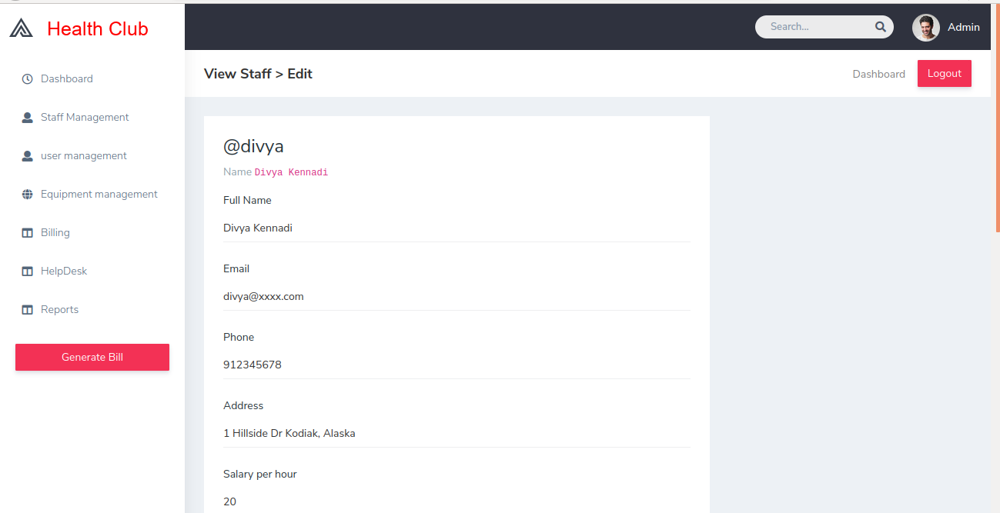 Health Club
Search...
Admin
View Staff > Edit
Dashboard
Logout
Dashboard
Staff Management
user management
Equipment management
Billing
HelpDesk
Reports
Generate Bill
@divya
Name Divya Kennadi
Full Name
Divya Kennadi
Email
divya@xxxx.com
Phone
912345678
Address
1 Hillside Dr Kodiak, Alaska
Salary per hour
20